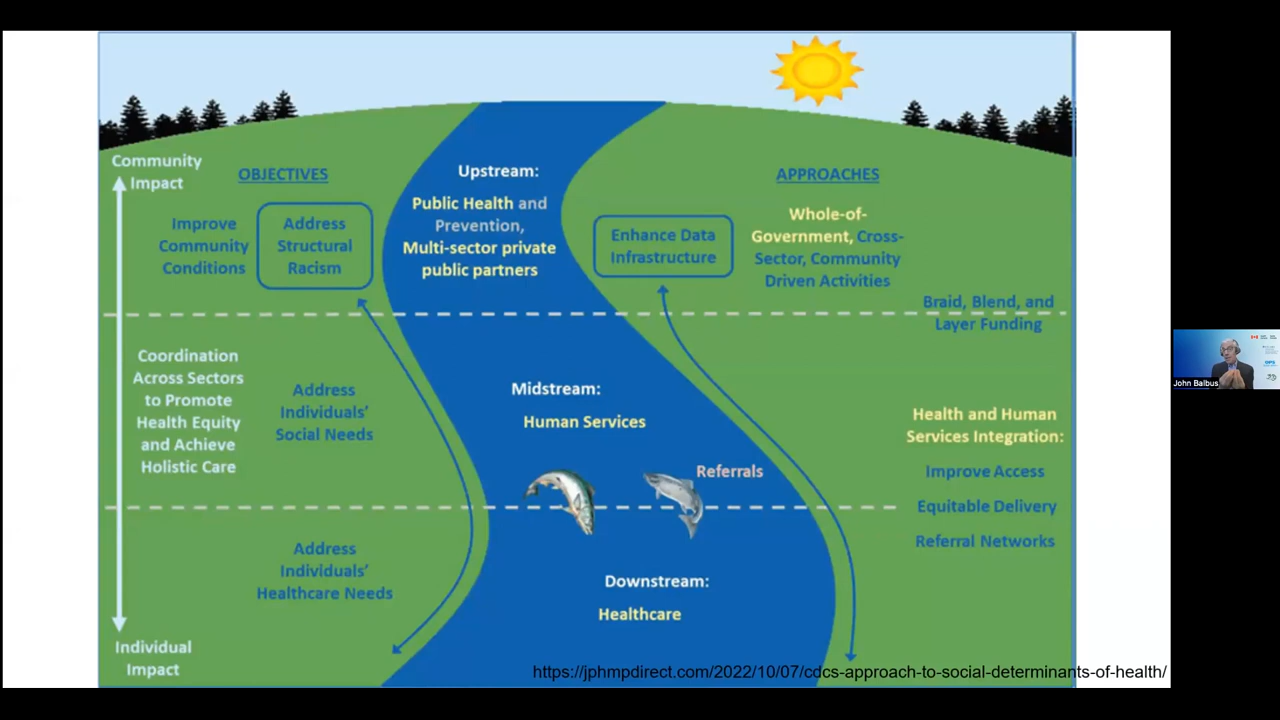 Community
Impact
OBJECTIVES
Improve
Community
Conditions
Address
Structural
Racism
Upstream:
Public Health and
Prevention,
Multi-sector private
public partners
Enhance Data
Infrastructure
APPROACHES
Whole-of-
Government, Cross-
Sector, Community
Driven Activities
Braid, Blend, and
Layer Funding
Coordination
Across Sectors
to Promote
Health Equity
and Achieve
Holistic Care
Address
Individuals'
Social Needs
Midstream:
Human Services
Referrals
Health and Human
Services Integration:
Improve Access
Equitable Delivery
Referral Networks
Address
Individuals'
Healthcare Needs
Downstream:
Healthcare
Individual
Impact
https://jphmpdirect.com/2022/10/07/cdcs-approach-to-social-determinants-of-health/
John Balbus